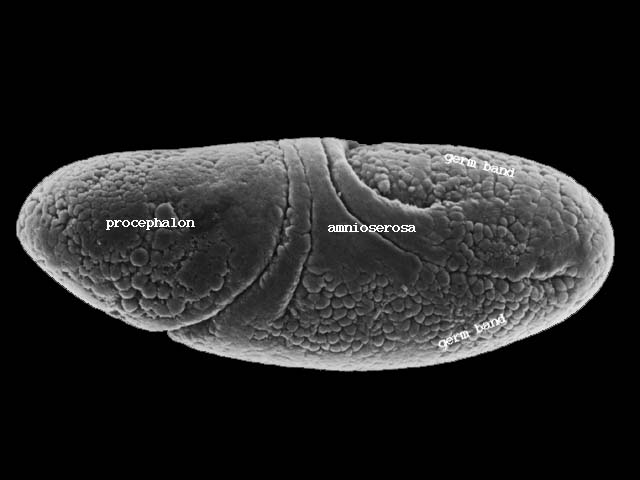 germ band
procephalon
amnioserosa
germ band